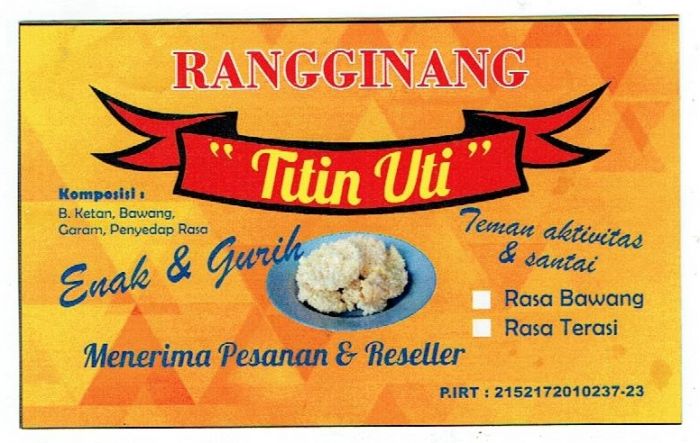 RANGGINANG
" Titin Uti "
Komposisi :
B. Ketan, Bawang,
Garam, Penyedap Rasa
Enak & Gurih
Teman aktivitas
& santai
Rasa Bawang
Rasa Terasi
Menerima Pesanan & Reseller
P.IRT : 2152172010237-23